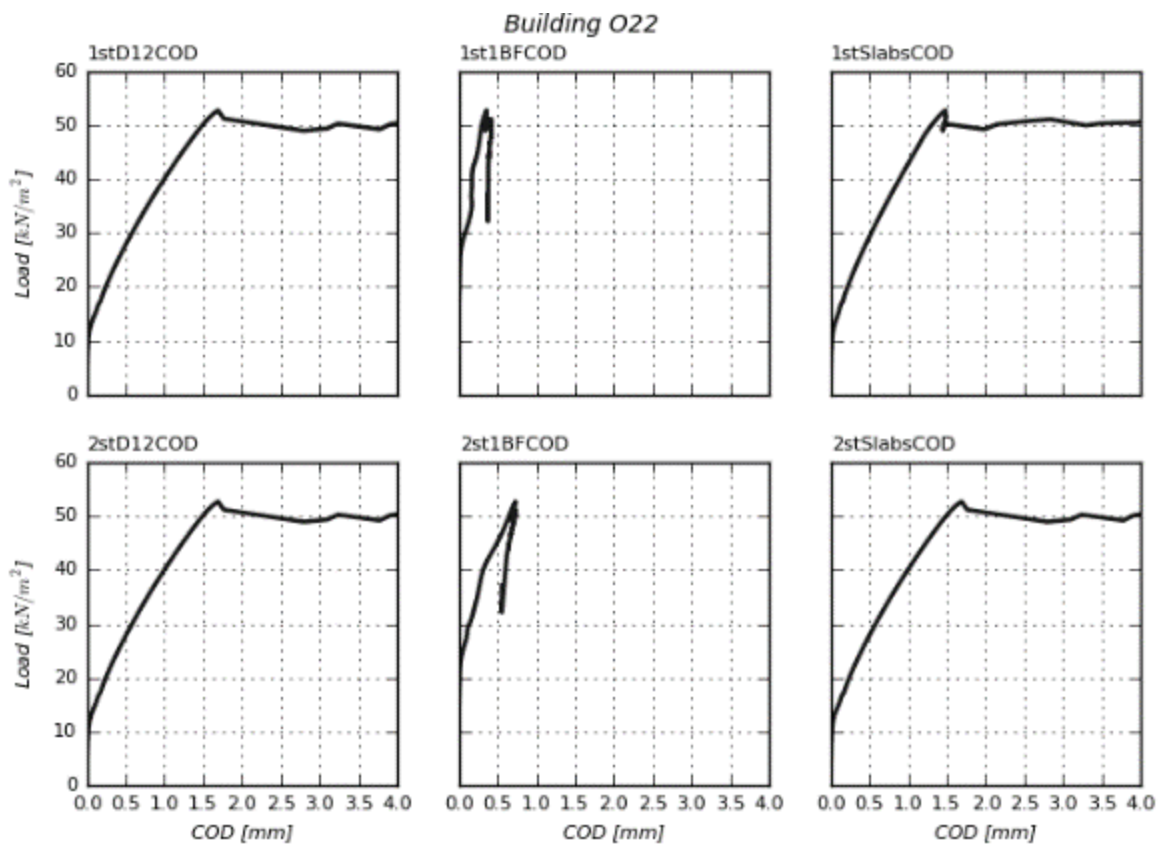 Building O22
1stD12COD
1st1BFCOD
1stSlabsCOD
60
50
40
30
20
10
0
Load [kN/m²]
2stD12COD
2st1BFCOD
2stSlabsCOD
60
50
40
30
20
10
0
Load [kN/m²]
0.0 0.5 1.0 1.5 2.0 2.5 3.0 3.5 4.0
0.0 0.5 1.0 1.5 2.0 2.5 3.0 3.5 4.0
0.0 0.5 1.0 1.5 2.0 2.5 3.0 3.5 4.0
COD [mm]
COD [mm]
COD [mm]